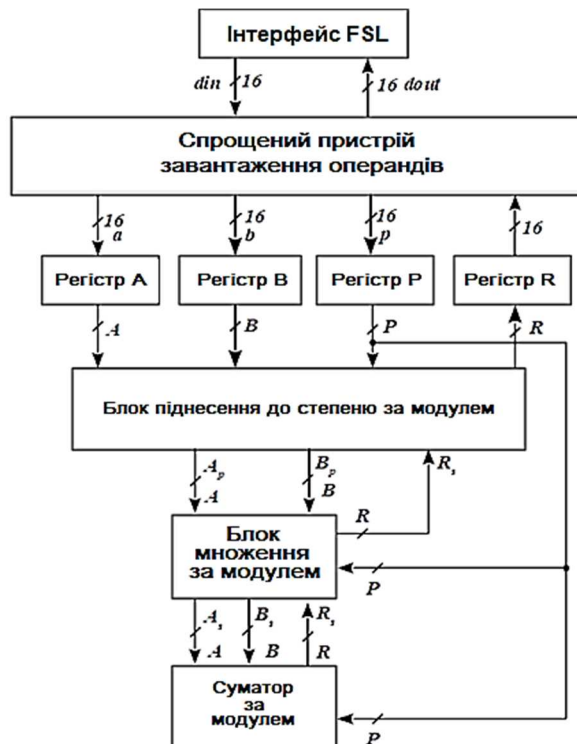 Інтерфейс FSL
din 16 16 dout
Спрощений пристрій
завантаження операндів
16 16 16 16
a b p
Регістр A Регістр B Регістр P Регістр R
A B P R
Блок піднесення до степеню за модулем
Ap Bp Rs
A B
R
Блок
множення
за модулем
P
As Bs Rs
A B R
Суматор
за
модулем
P